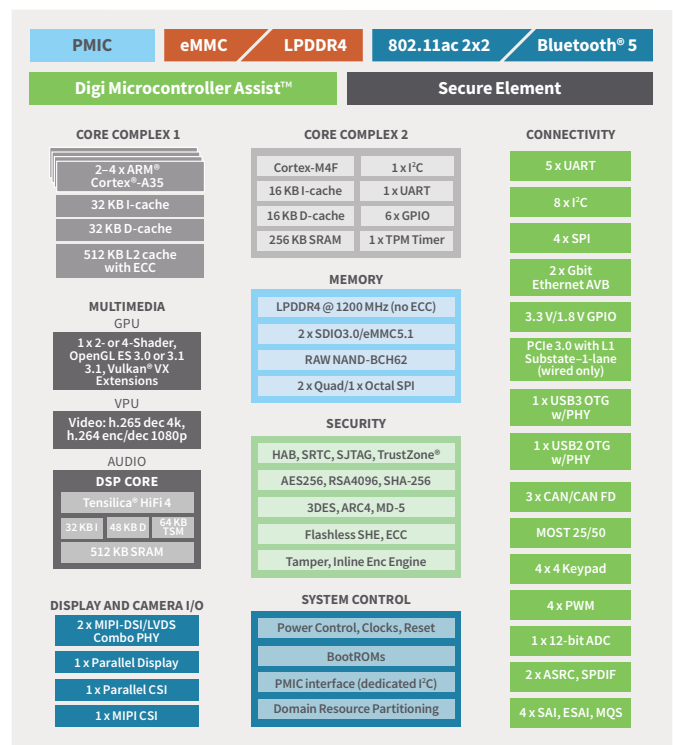 PMIC
eMMC
LPDDR4
802.11ac 2x2
Bluetooth® 5
Digi Microcontroller Assist™
Secure Element
CORE COMPLEX 1
2–4 x ARM®
Cortex®-A35
32 KB I-cache
32 KB D-cache
512 KB L2 cache
with ECC
MULTIMEDIA
GPU
1 x 2- or 4-Shader,
OpenGL ES 3.0 or 3.1
3.1, Vulkan® VX
Extensions
VPU
Video: h.265 dec 4k,
h.264 enc/dec 1080p
AUDIO
DSP CORE
Tensilica® HiFi 4
32 KB I
48 KB D
64 KB
TSM
512 KB SRAM
DISPLAY AND CAMERA I/O
2 x MIPI-DSI/LVDS
Combo PHY
1 x Parallel Display
1 x Parallel CSI
1 x MIPI CSI
CORE COMPLEX 2
Cortex-M4F
1 x I²C
16 KB I-cache
1 x UART
16 KB D-cache
6 x GPIO
256 KB SRAM
1 x TPM Timer
MEMORY
LPDDR4 @ 1200 MHz (no ECC)
2 x SDIO3.0/eMMC5.1
RAW NAND-BCH62
2 x Quad/1 x Octal SPI
SECURITY
HAB, SRTC, SJTAG, TrustZone®
AES256, RSA4096, SHA-256
3DES, ARC4, MD-5
Flashless SHE, ECC
Tamper, Inline Enc Engine
SYSTEM CONTROL
Power Control, Clocks, Reset
BootROMs
PMIC interface (dedicated I²C)
Domain Resource Partitioning
CONNECTIVITY
5 x UART
8 x I²C
4 x SPI
2 x Gbit
Ethernet AVB
3.3 V/1.8 V GPIO
PCIe 3.0 with L1
Substate–1-lane
(wired only)
1 x USB3 OTG
w/PHY
1 x USB2 OTG
w/PHY
3 x CAN/CAN FD
MOST 25/50
4 x 4 Keypad
4 x PWM
1 x 12-bit ADC
2 x ASRC, SPDIF
4 x SAI, ESAI, MQS